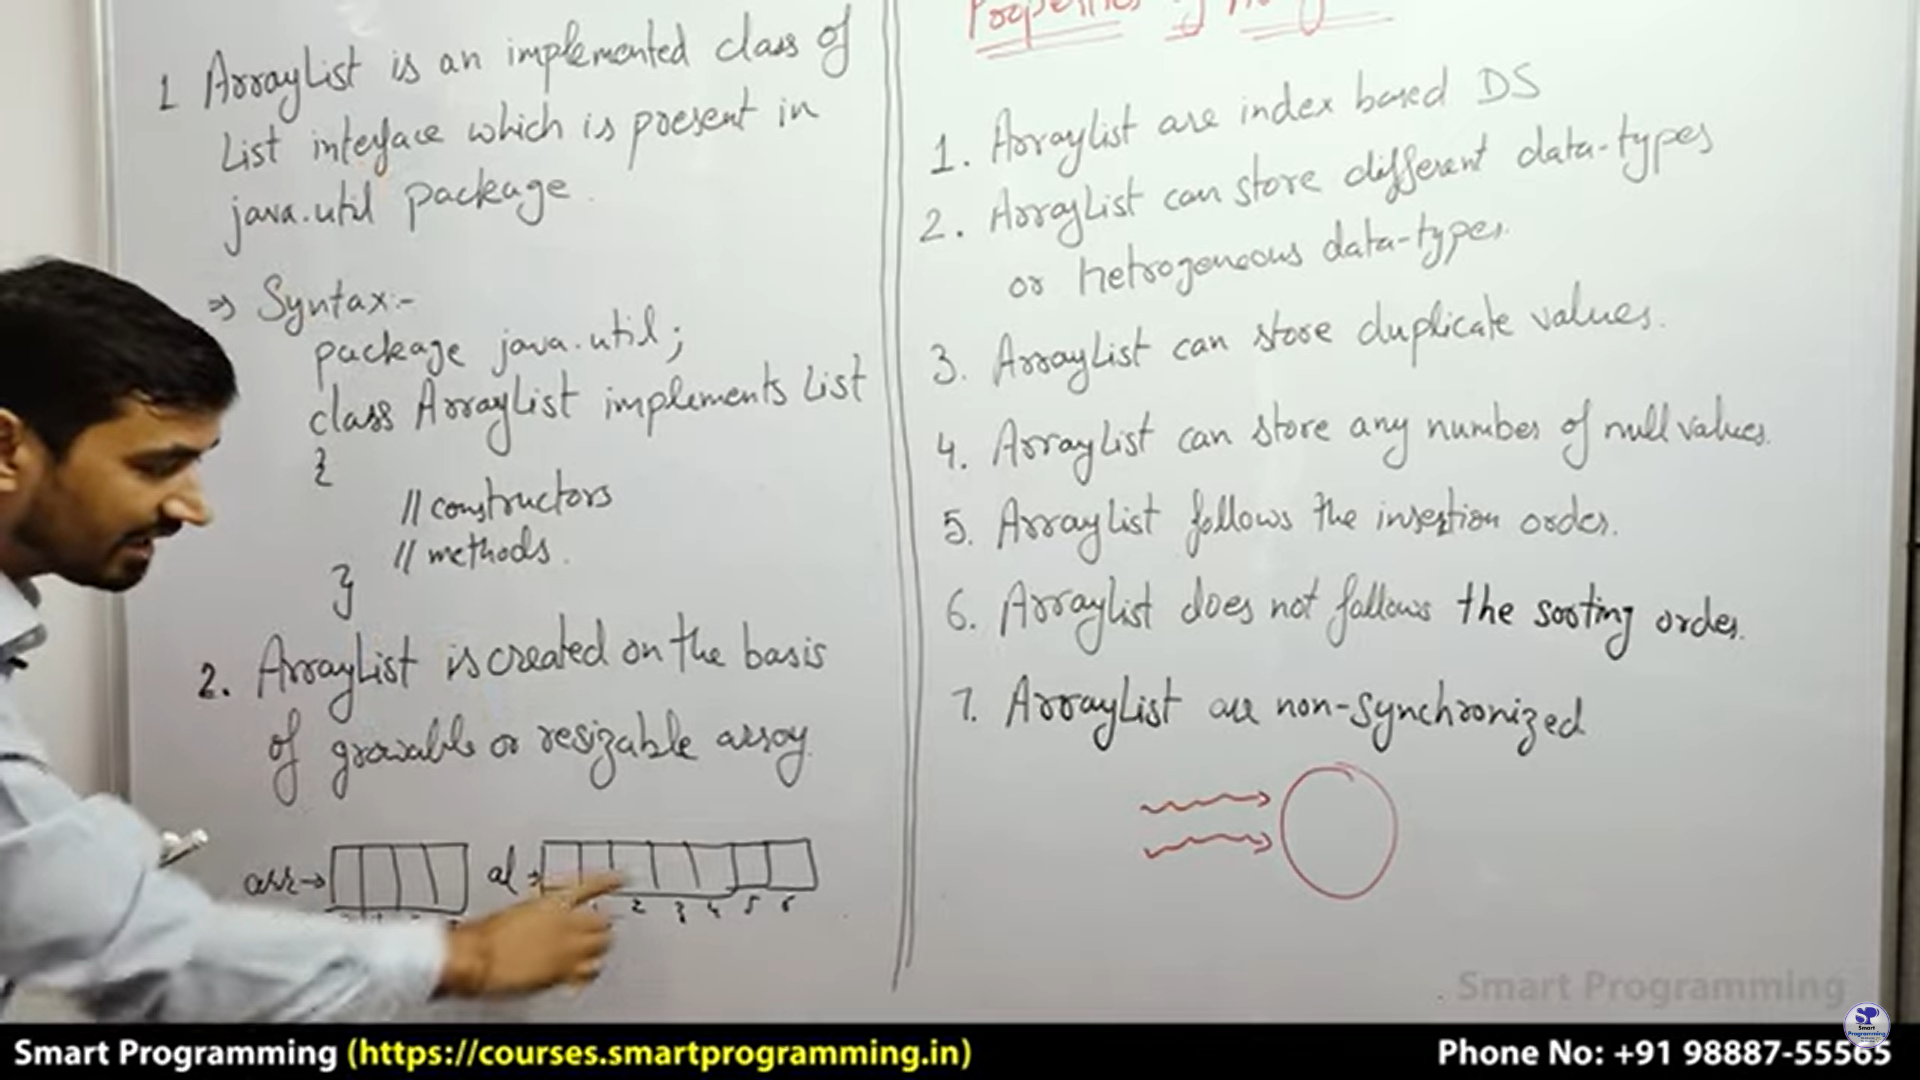 1 ArrayList is an implemented class of
List interface which is present in
java.util package.
⇒ Syntax:-
package java.util;
class ArrayList implements List
{
// constructors
// methods.
}
2. ArrayList is created on the basis
of growable or resizable array.
arr→
al→
2 3 4 5 6
Properties of
1. ArrayList are index based DS
2. ArrayList can store different data-types
or hetrogeneous data-types.
3. ArrayList can store duplicate values.
4. ArrayList can store any number of null values.
5. ArrayList follows the insertion order.
6. ArrayList does not follows the sorting order.
7. ArrayList are non-synchronized
Smart Programming
SP
Smart
Programming
Smart Programming (https://courses.smartprogramming.in)
Phone No: +91 98887-55565